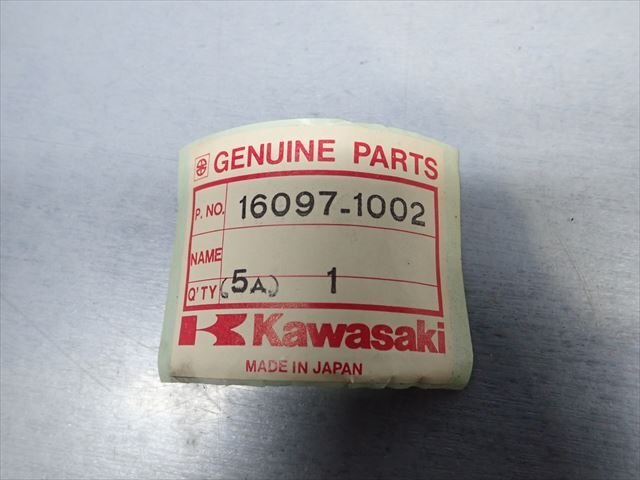 GENUINE PARTS
P. NO. 16097-1002
NAME
Q'TY (5A) 1
Kawasaki
MADE IN JAPAN